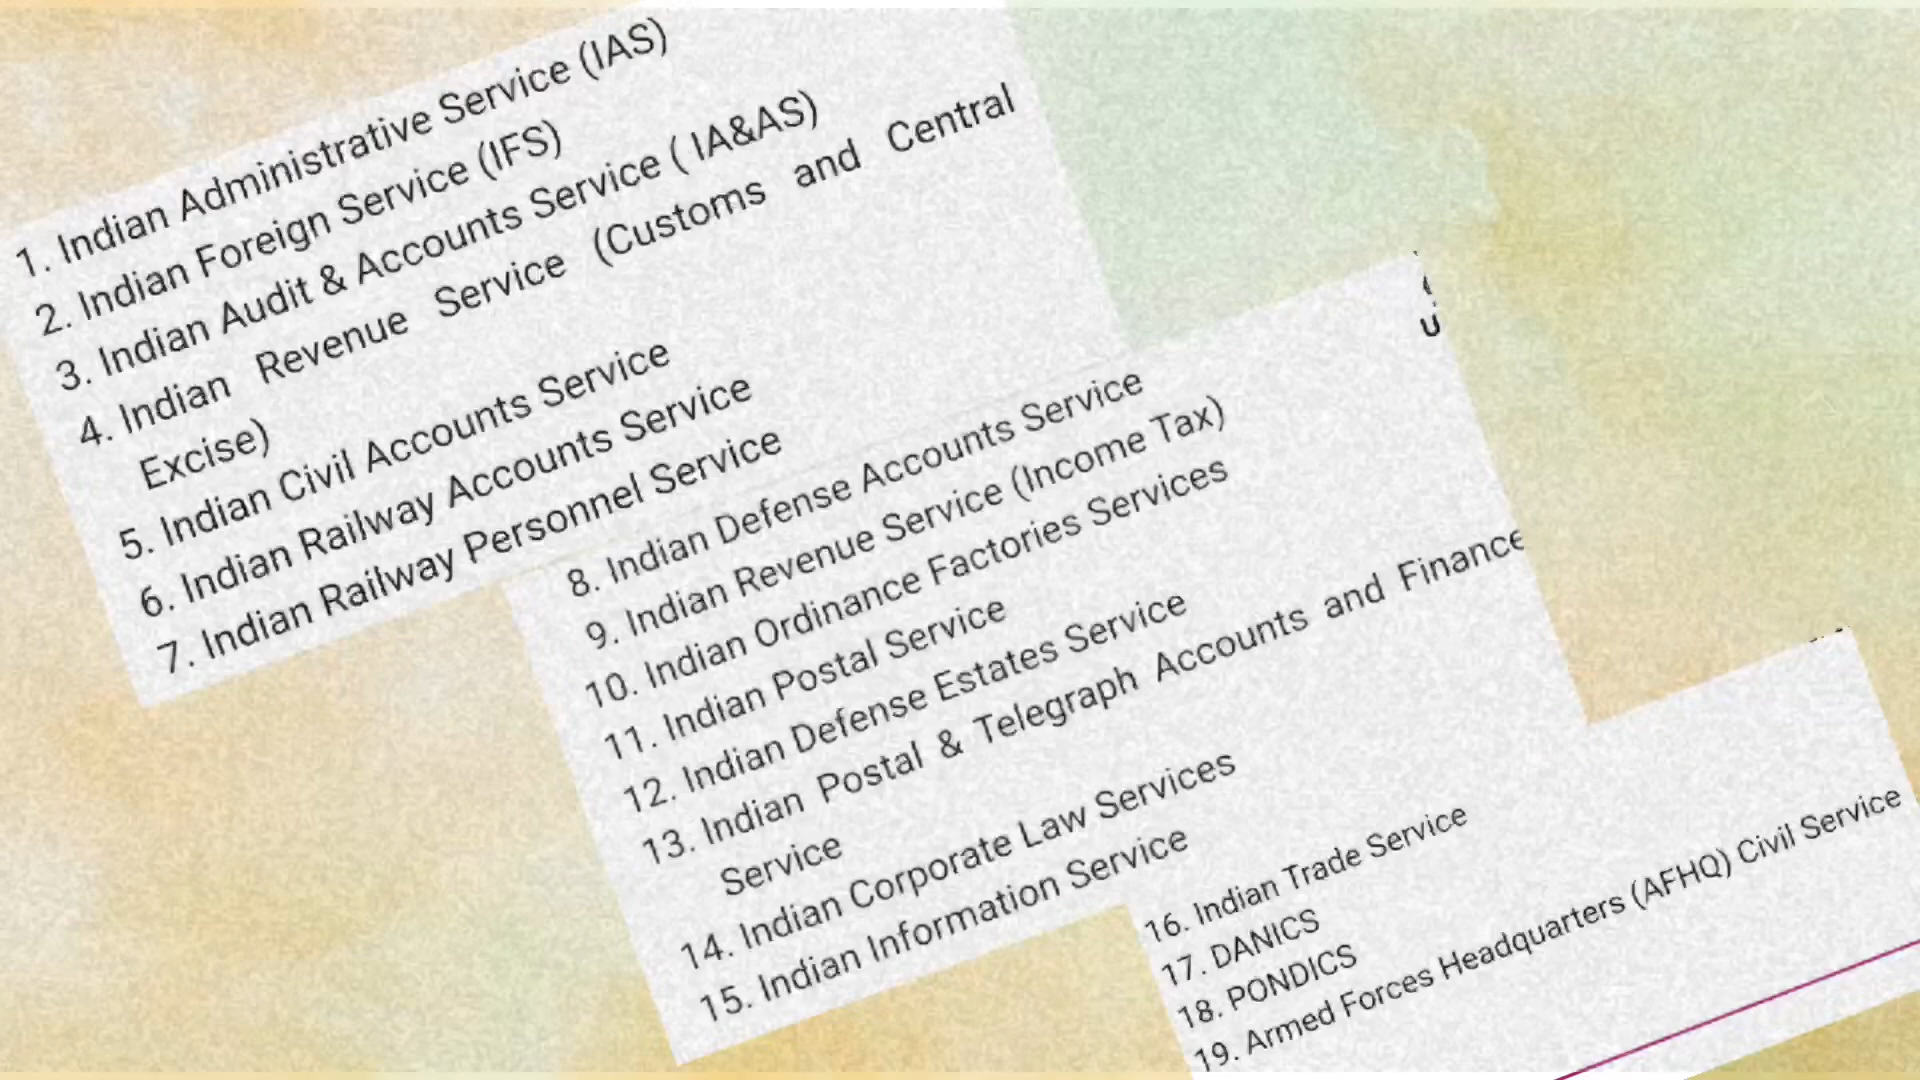 1. Indian Administrative Service (IAS)
2. Indian Foreign Service (IFS)
3. Indian Audit & Accounts Service ( IA&AS)
4. Indian Revenue Service (Customs and Central
Excise)
5. Indian Civil Accounts Service
6. Indian Railway Accounts Service
7. Indian Railway Personnel Service
8. Indian Defense Accounts Service
9. Indian Revenue Service (Income Tax)
10. Indian Ordinance Factories Services
11. Indian Postal Service
12. Indian Defense Estates Service
13. Indian Postal & Telegraph Accounts and Finance
Service
14. Indian Corporate Law Services
15. Indian Information Service
16. Indian Trade Service
17. DANICS
18. PONDICS
19. Armed Forces Headquarters (AFHQ) Civil Service